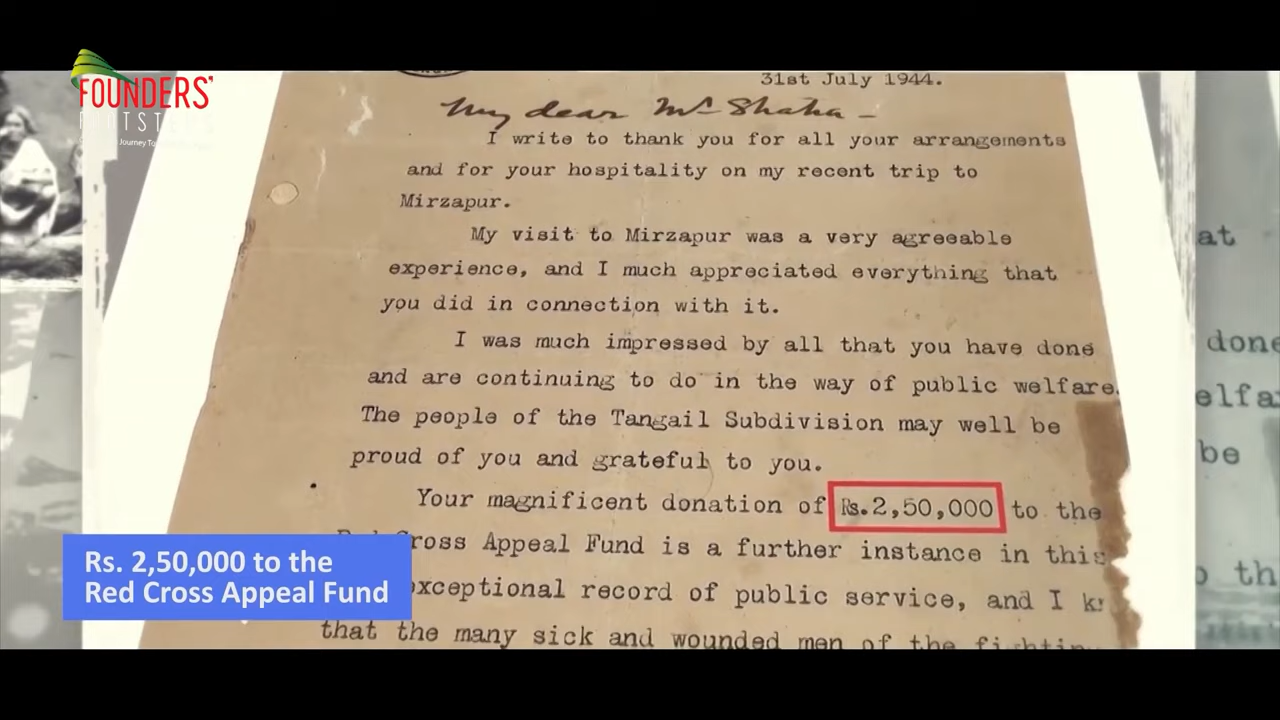 FOUNDERS'
31st July 1944.
My dear Mr Shaha -
I write to thank you for all your arrangements
and for your hospitality on my recent trip to
Mirzapur.
My visit to Mirzapur was a very agreeable
experience, and I much appreciated everything that
you did in connection with it.
I was much impressed by all that you have done
and are continuing to do in the way of public welfare.
The people of the Tangail Subdivision may well be
proud of you and grateful to you.
Your magnificent donation of Rs.2,50,000 to the
Cross Appeal Fund is a further instance in this
exceptional record of public service, and I
that the many sick and wounded men of the
Rs. 2,50,000 to the
Red Cross Appeal Fund
done
be